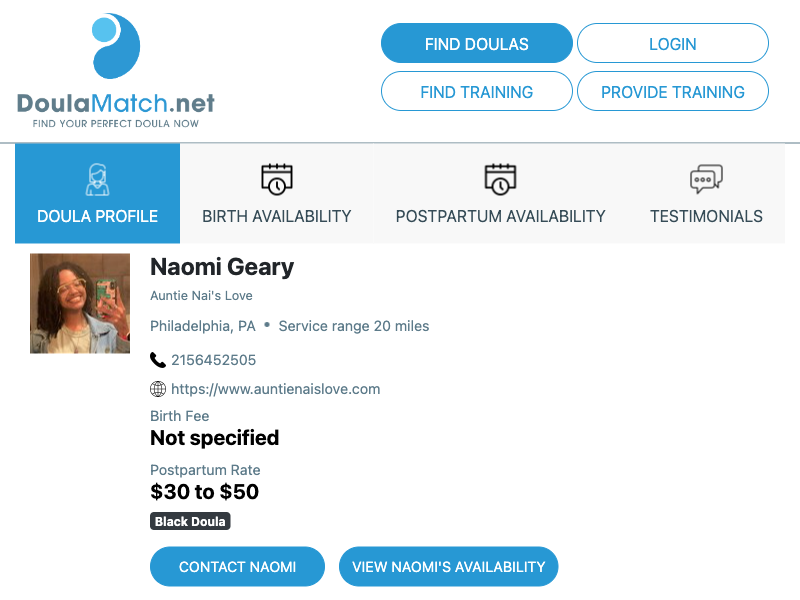 DoulaMatch.net
FIND YOUR PERFECT DOULA NOW
FIND DOULAS
LOGIN
FIND TRAINING
PROVIDE TRAINING
DOULA PROFILE
BIRTH AVAILABILITY
POSTPARTUM AVAILABILITY
TESTIMONIALS
Naomi Geary
Auntie Nai's Love
Philadelphia, PA • Service range 20 miles
2156452505
https://www.auntienaislove.com
Birth Fee
Not specified
Postpartum Rate
$30 to $50
Black Doula
CONTACT NAOMI
VIEW NAOMI'S AVAILABILITY